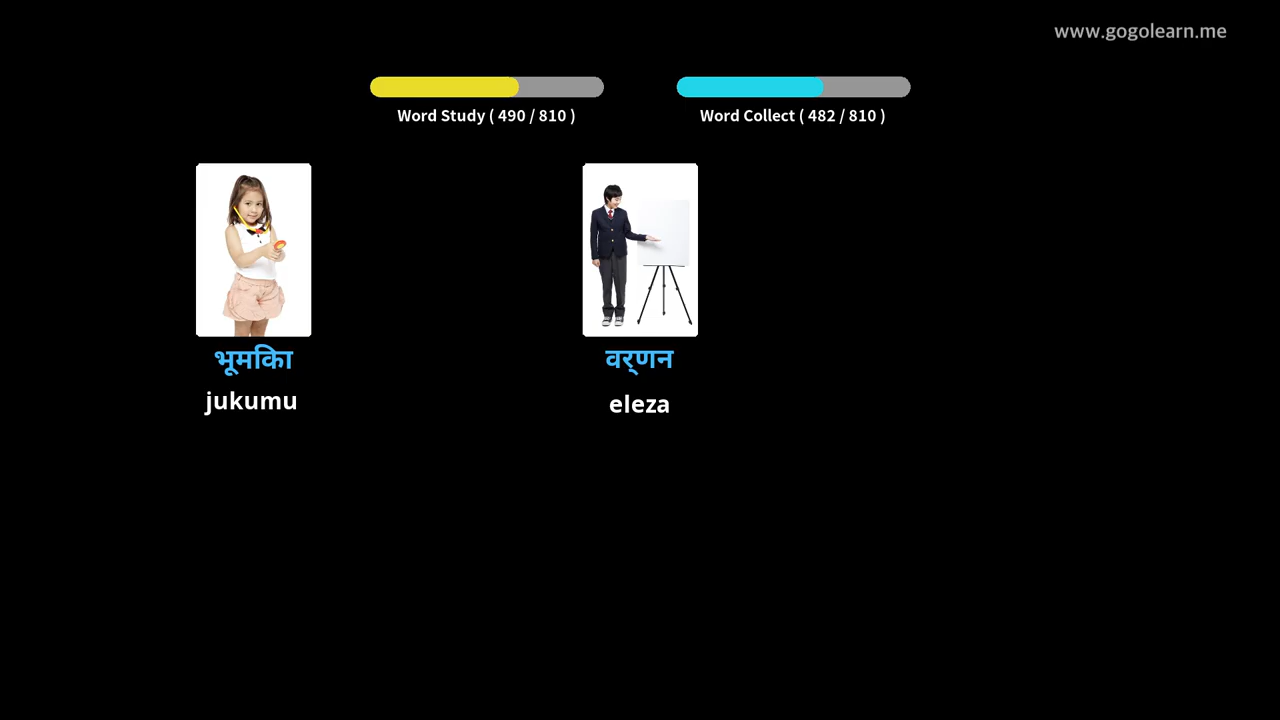 www.gogolearn.me
Word Study ( 490 / 810 )
Word Collect ( 482 / 810 )
भूमिका
वर्णन
jukumu
eleza